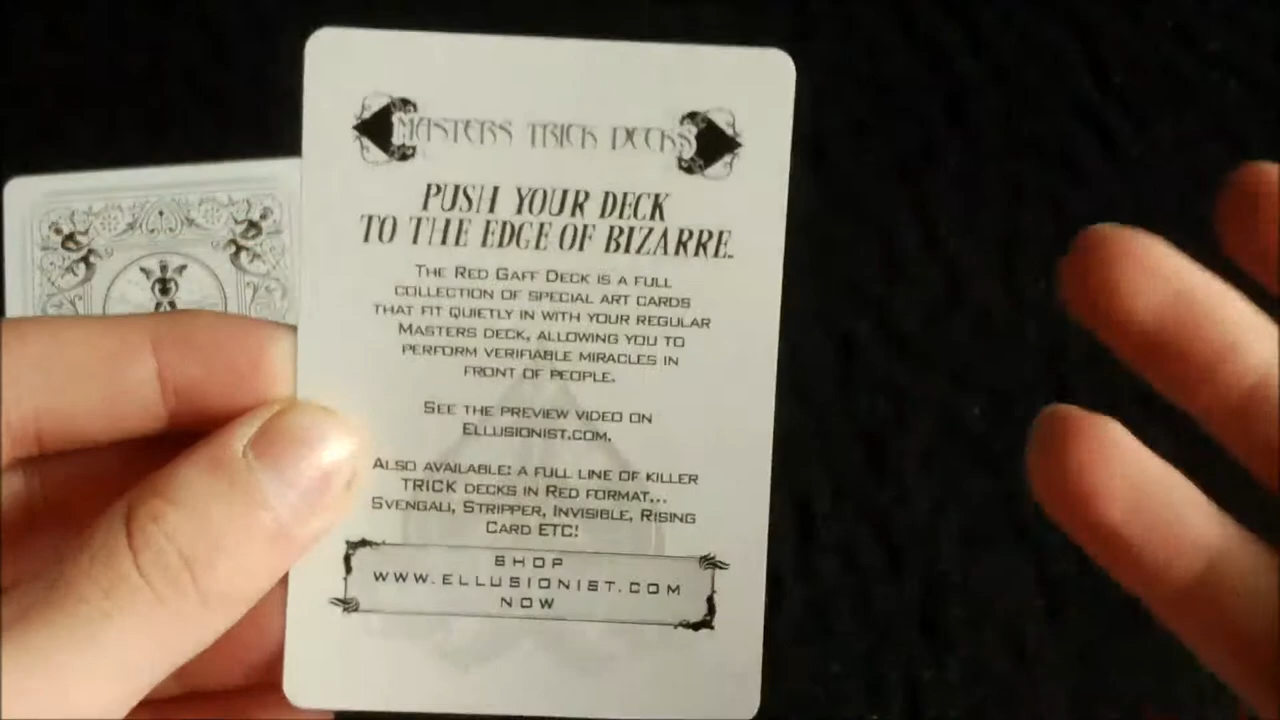 MASTERS TRICK DECKS
PUSH YOUR DECK
TO THE EDGE OF BIZARRE.
THE RED GAFF DECK IS A FULL
COLLECTION OF SPECIAL ART CARDS
THAT FIT QUIETLY IN WITH YOUR REGULAR
MASTERS DECK, ALLOWING YOU TO
PERFORM VERIFIABLE MIRACLES IN
FRONT OF PEOPLE.
SEE THE PREVIEW VIDEO ON
ELLUSIONIST.COM.
ALSO AVAILABLE: A FULL LINE OF KILLER
TRICK DECKS IN RED FORMAT...
SVENGALI, STRIPPER, INVISIBLE, RISING
CARD ETC!
SHOP
WWW.ELLUSIONIST.COM
NOW